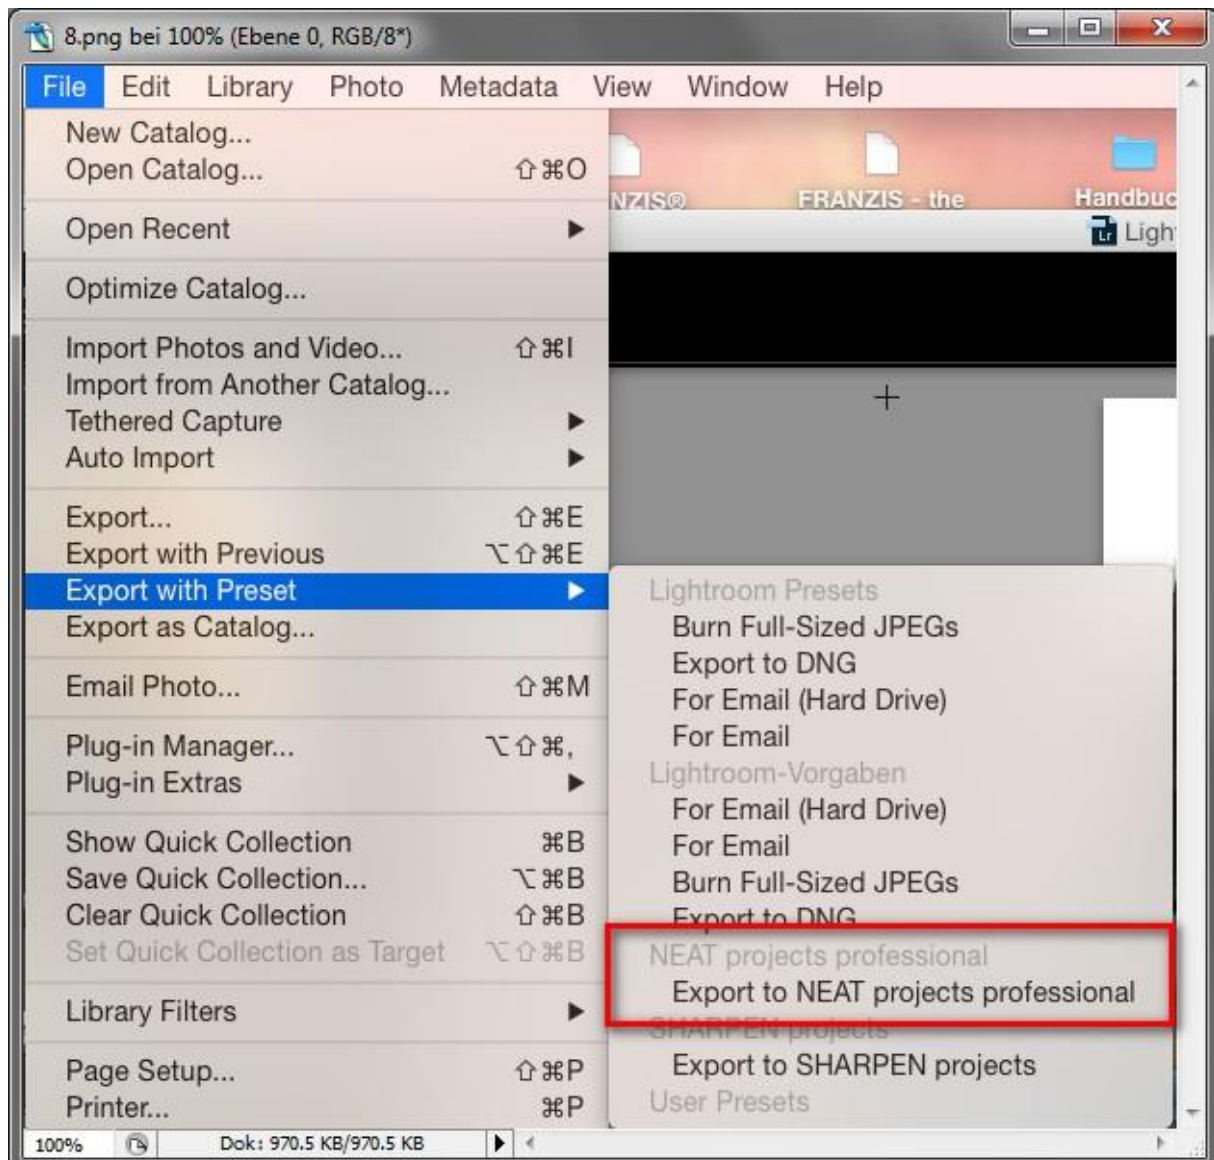 8.png bei 100% (Ebene 0, RGB/8*)
File Edit Library Photo Metadata View Window Help
New Catalog...
Open Catalog... ⇧⌘O
NZIS® FRANZIS - the Handbuc
Open Recent ▶
Lr Ligh
Optimize Catalog...
Import Photos and Video... ⇧⌘I
Import from Another Catalog...
Tethered Capture ▶
Auto Import ▶
Export... ⇧⌘E
Export with Previous ⌥⇧⌘E
Export with Preset ▶
Export as Catalog...
Email Photo... ⇧⌘M
Plug-in Manager... ⌥⇧⌘,
Plug-in Extras ▶
Show Quick Collection ⌘B
Save Quick Collection... ⌥⌘B
Clear Quick Collection ⇧⌘B
Set Quick Collection as Target ⌥⇧⌘B
Library Filters ▶
Page Setup... ⇧⌘P
Printer... ⌘P
Lightroom Presets
Burn Full-Sized JPEGs
Export to DNG
For Email (Hard Drive)
For Email
Lightroom-Vorgaben
For Email (Hard Drive)
For Email
Burn Full-Sized JPEGs
Export to DNG
NEAT projects professional
Export to NEAT projects professional
SHARPEN projects
Export to SHARPEN projects
User Presets
100% Dok: 970.5 KB/970.5 KB